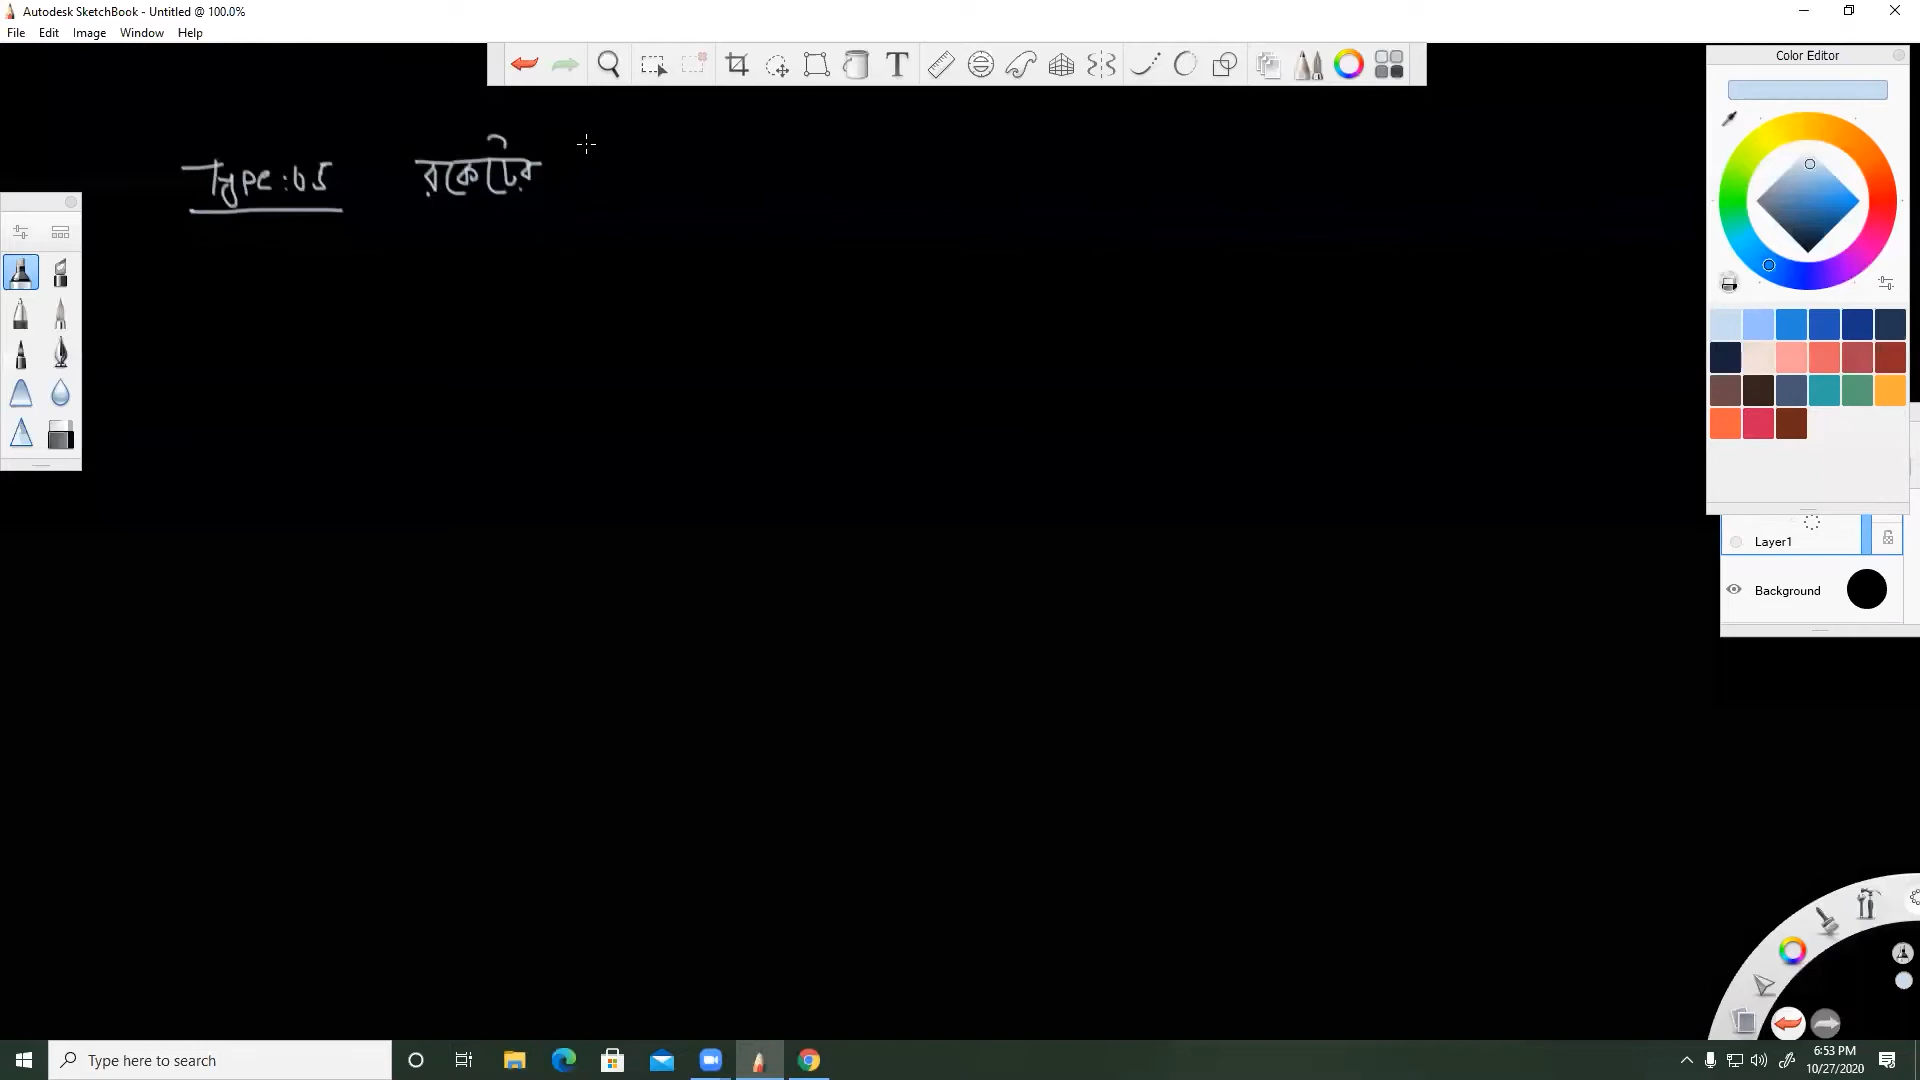 Autodesk SketchBook - Untitled @ 100.0%
File Edit Image Window Help
Color Editor
Type:05 রকেটের
Layer1
Background
Type here to search
6:53 PM
10/27/2020